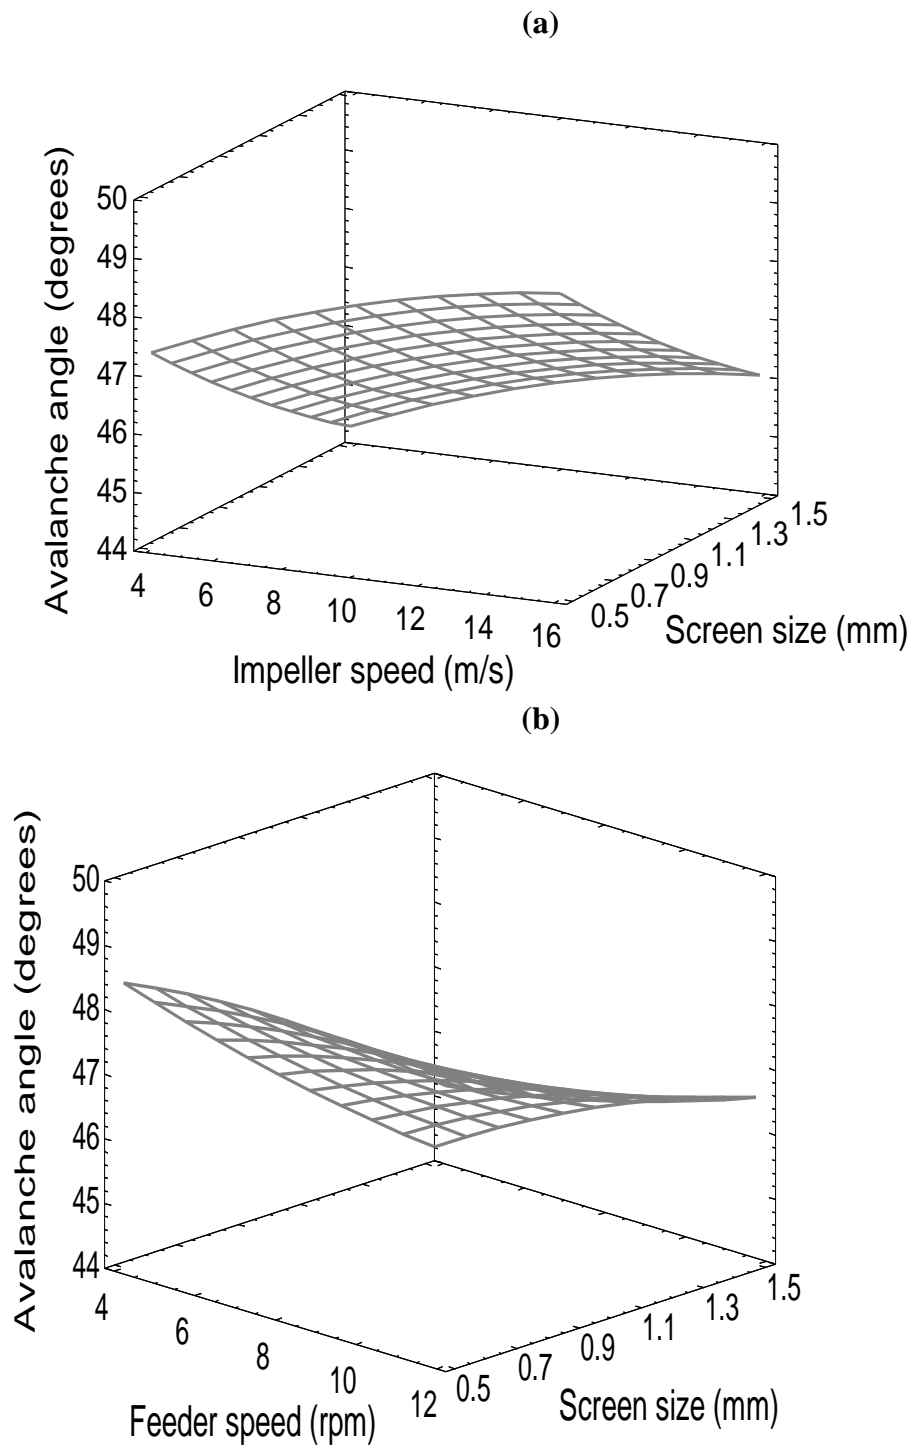 (a)
Avalanche angle (degrees)
50
49
48
47
46
45
44
4 6 8 10 12 14 16
Impeller speed (m/s)
0.5 0.7 0.9 1.1 1.3 1.5
Screen size (mm)
(b)
Avalanche angle (degrees)
50
49
48
47
46
45
44
4 6 8 10 12
Feeder speed (rpm)
0.5 0.7 0.9 1.1 1.3 1.5
Screen size (mm)